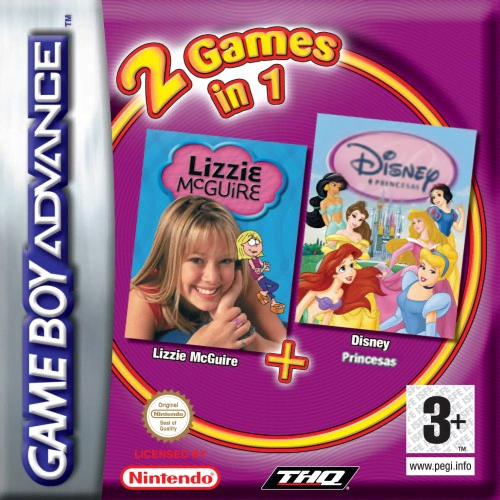 GAME BOY ADVANCE
TM
2 Games
in 1
Lizzie
McGUiRE
Disney
PRINCESAS
Lizzie McGuire
+
Disney
Princesas
Original
Nintendo
Seal of
Quality
LICENSED BY
Nintendo
THQ
3+
www.pegi.info